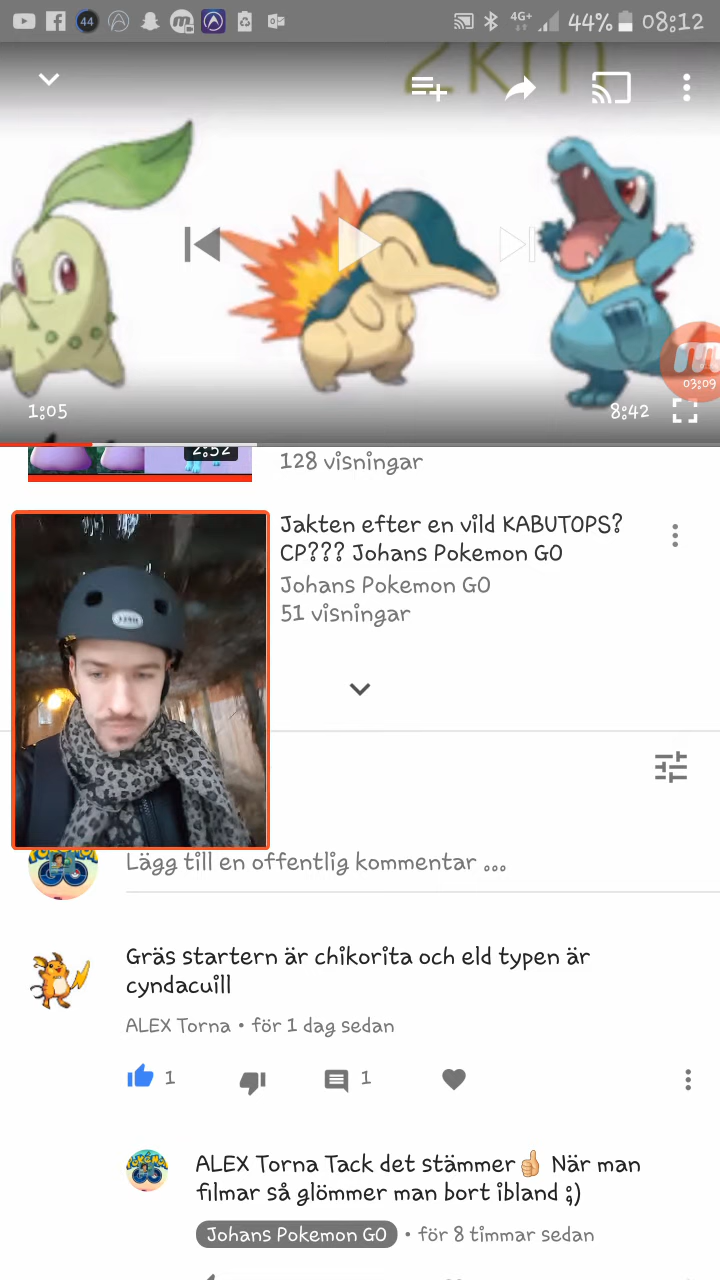 44
4G+
44%
08:12
2km
1:05
8:42
03:09
2:52
128 visningar
Jakten efter en vild KABUTOPS?
CP??? Johans Pokemon GO
Johans Pokemon GO
51 visningar
Lägg till en offentlig kommentar ...
Gräs startern är chikorita och eld typen är
cyndacuill
ALEX Torna • för 1 dag sedan
1
1
ALEX Torna Tack det stämmer👍🏻 När man
filmar så glömmer man bort ibland ;)
Johans Pokemon GO • för 8 timmar sedan